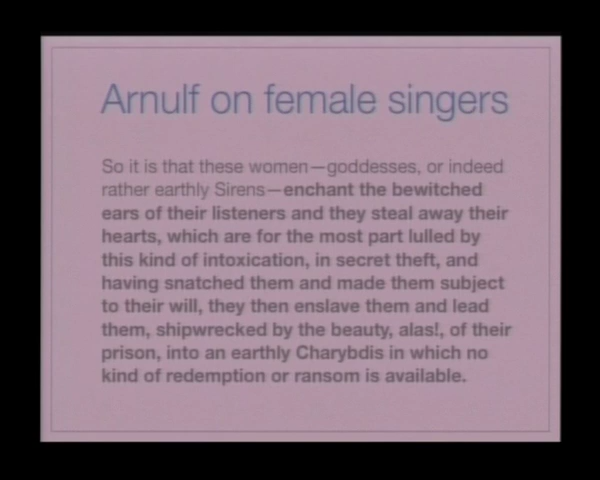 Arnulf on female singers
So it is that these women—goddesses, or indeed
rather earthly Sirens—enchant the bewitched
ears of their listeners and they steal away their
hearts, which are for the most part lulled by
this kind of intoxication, in secret theft, and
having snatched them and made them subject
to their will, they then enslave them and lead
them, shipwrecked by the beauty, alas!, of their
prison, into an earthly Charybdis in which no
kind of redemption or ransom is available.